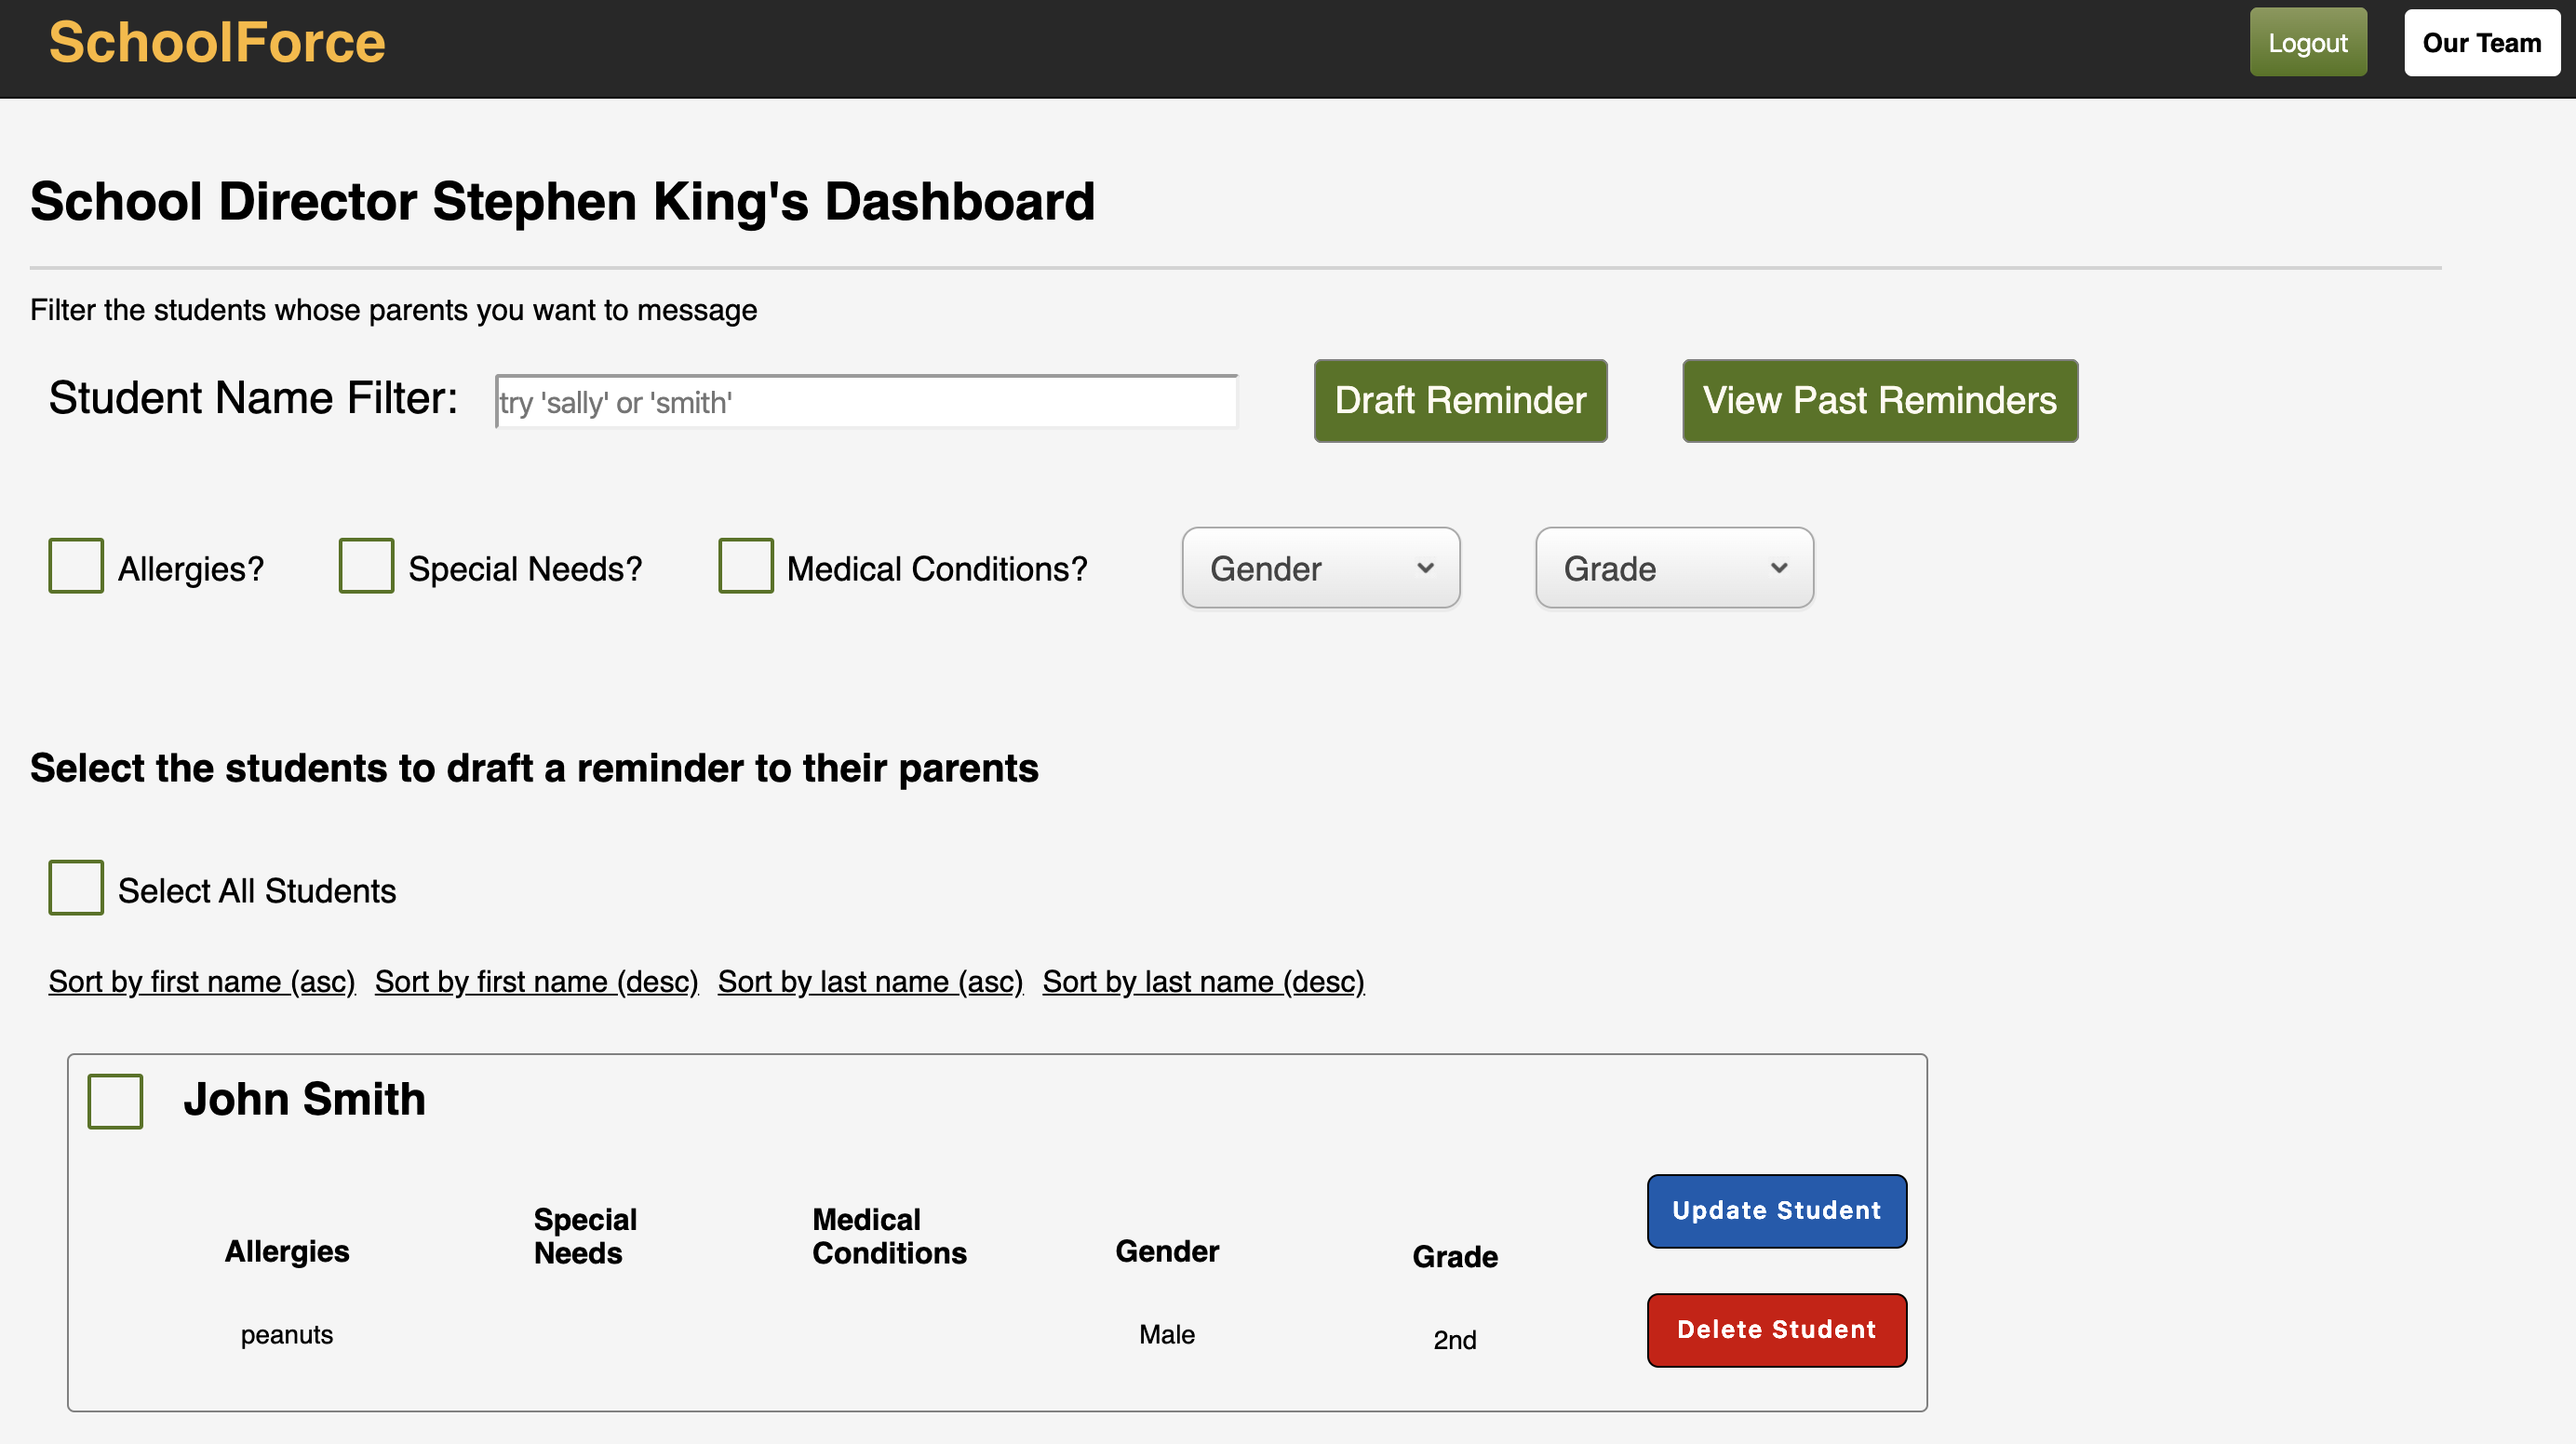 SchoolForce
Logout
Our Team
School Director Stephen King's Dashboard
Filter the students whose parents you want to message
Student Name Filter:
try 'sally' or 'smith'
Draft Reminder
View Past Reminders
Allergies?
Special Needs?
Medical Conditions?
Gender
Grade
Select the students to draft a reminder to their parents
Select All Students
Sort by first name (asc) Sort by first name (desc) Sort by last name (asc) Sort by last name (desc)
John Smith
Allergies
peanuts
Special
Needs
Medical
Conditions
Gender
Male
Grade
2nd
Update Student
Delete Student